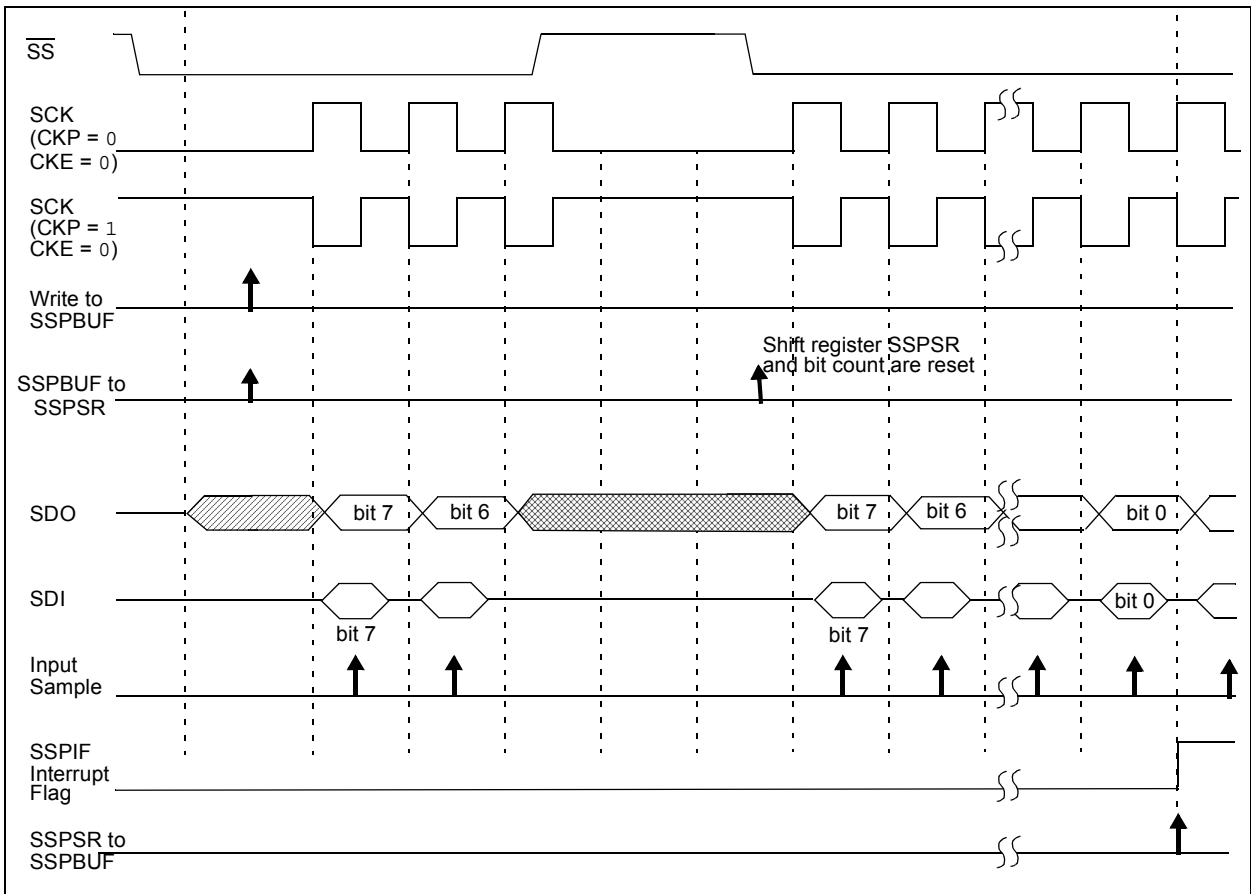 SS
SCK
(CKP = 0
CKE = 0)
SCK
(CKP = 1
CKE = 0)
Write to
SSPBUF
Shift register SSPSR
and bit count are reset
SSPBUF to
SSPSR
SDO
bit 7
bit 6
bit 7
bit 6
bit 0
SDI
bit 0
bit 7
bit 7
Input
Sample
SSPIF
Interrupt
Flag
SSPSR to
SSPBUF